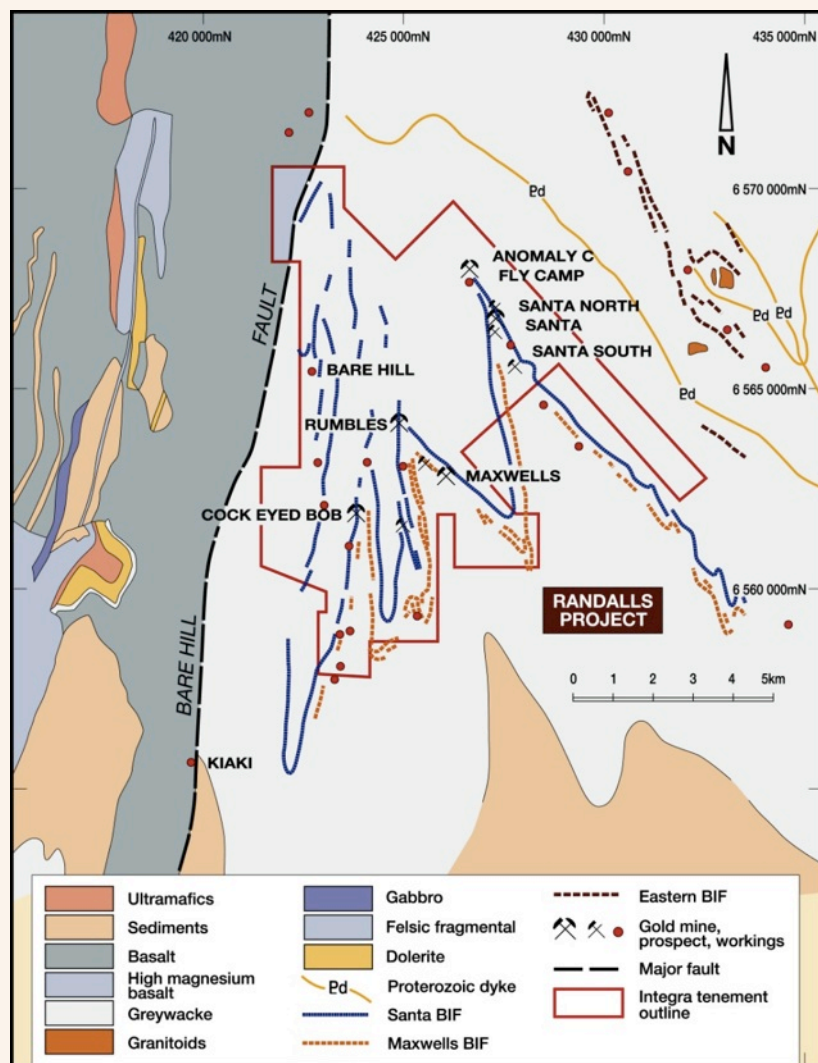 420 000mN
425 000mN
430 000mN
435 000mN
N
Pd
6 570 000mN
ANOMALY C
FLY CAMP
SANTA NORTH
SANTA
SANTA SOUTH
Pd
Pd
FAULT
BARE HILL
6 565 000mN
Pd
RUMBLES
MAXWELLS
COCK EYED BOB
6 560 000mN
RANDALLS
PROJECT
BARE HILL
0 1 2 3 4 5km
KIAKI
Ultramafics
Sediments
Basalt
High magnesium
basalt
Greywacke
Granitoids
Gabbro
Felsic fragmental
Dolerite
Pd
Proterozoic dyke
Santa BIF
Maxwells BIF
Eastern BIF
Gold mine,
prospect, workings
Major fault
Integra tenement
outline